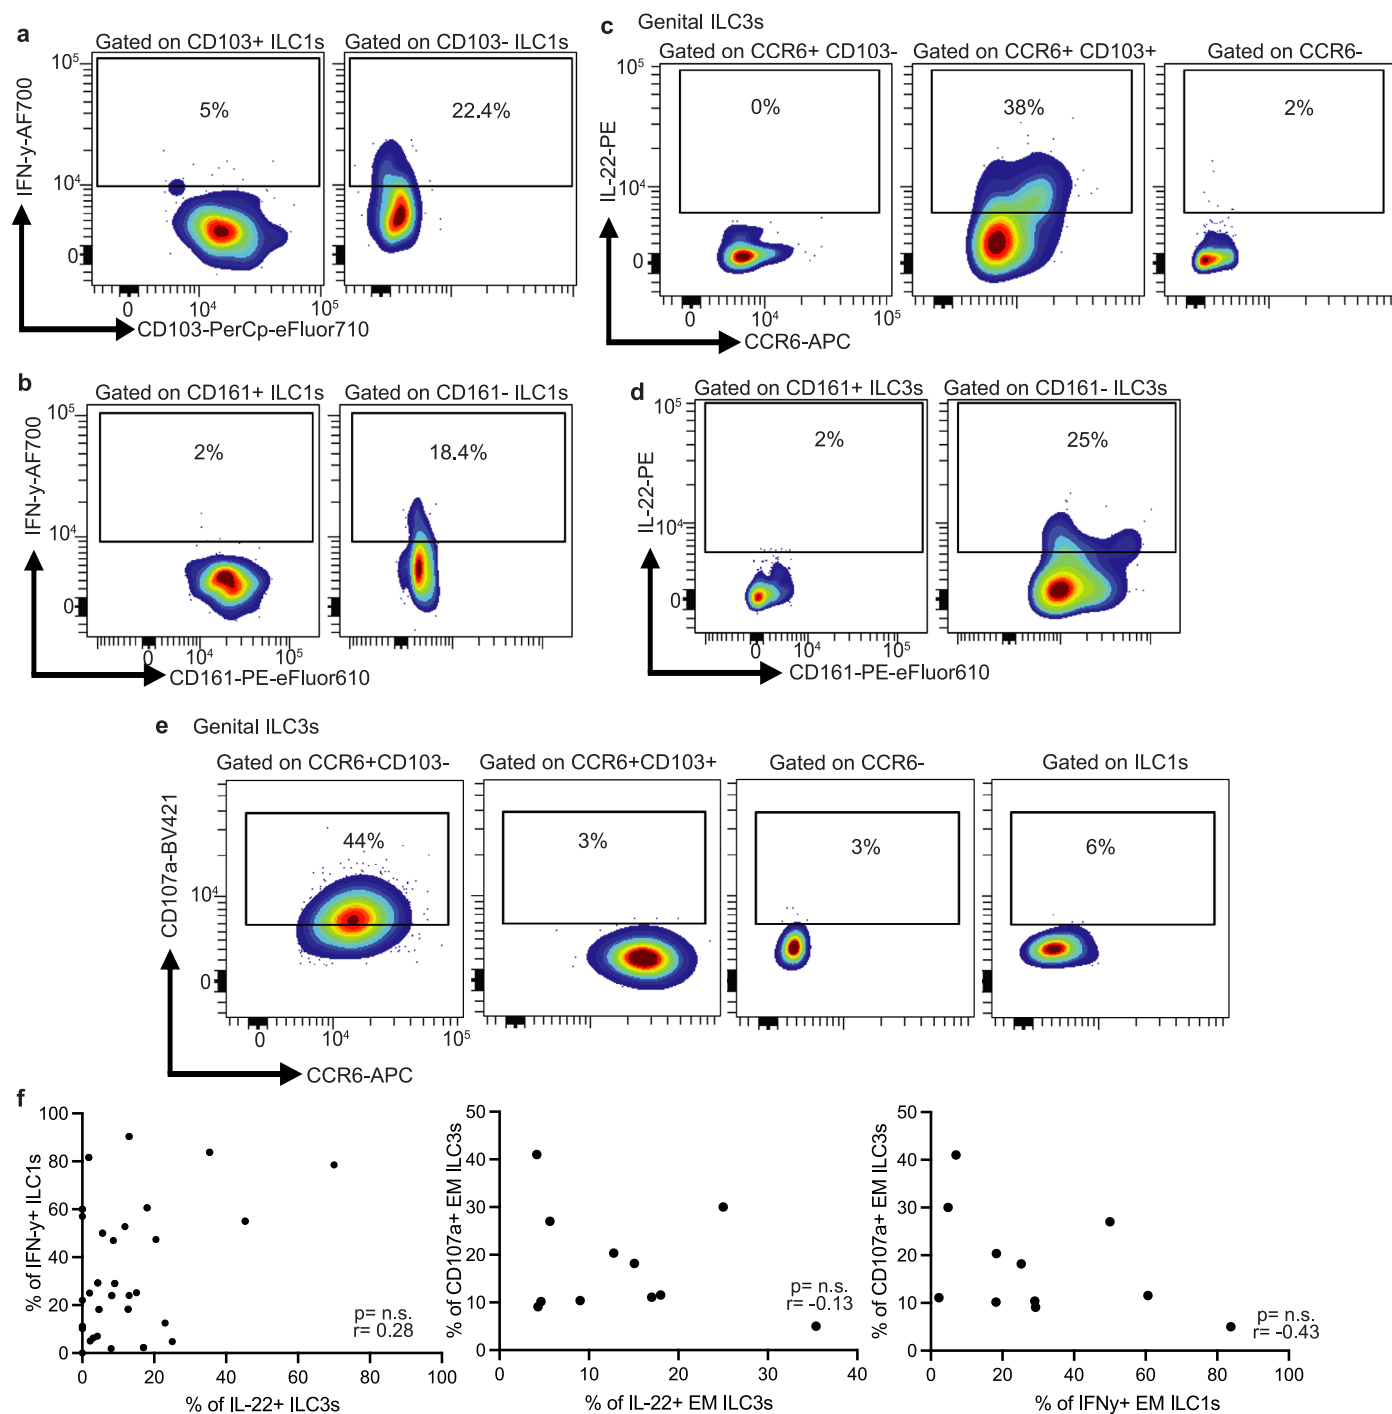 a
Gated on CD103+ ILC1s
Gated on CD103- ILC1s
IFN-y-AF700
10⁵
10⁴
0
5%
22.4%
0
10⁴
10⁵
CD103-PerCp-eFluor710
b
Gated on CD161+ ILC1s
Gated on CD161- ILC1s
IFN-y-AF700
10⁵
10⁴
0
2%
18.4%
0
10⁴
10⁵
CD161-PE-eFluor610
c
Genital ILC3s
Gated on CCR6+ CD103-
Gated on CCR6+ CD103+
Gated on CCR6-
IL-22-PE
10⁵
10⁴
0
0%
38%
2%
0
10⁴
10⁵
CCR6-APC
d
Gated on CD161+ ILC3s
Gated on CD161- ILC3s
IL-22-PE
10⁵
10⁴
0
2%
25%
0
10⁴
10⁵
CD161-PE-eFluor610
e
Genital ILC3s
Gated on CCR6+CD103-
Gated on CCR6+CD103+
Gated on CCR6-
Gated on ILC1s
CD107a-BV421
10⁴
0
44%
3%
3%
6%
0
10⁴
10⁵
CCR6-APC
f
% of IFN-y+ ILC1s
100
80
60
40
20
0
p= n.s.
r= 0.28
0
20
40
60
80
100
% of IL-22+ ILC3s
% of CD107a+ EM ILC3s
50
40
30
20
10
0
p= n.s.
r= -0.13
0
10
20
30
40
% of IL-22+ EM ILC3s
% of CD107a+ EM ILC3s
50
40
30
20
10
0
p= n.s.
r= -0.43
0
20
40
60
80
100
% of IFNy+ EM ILC1s